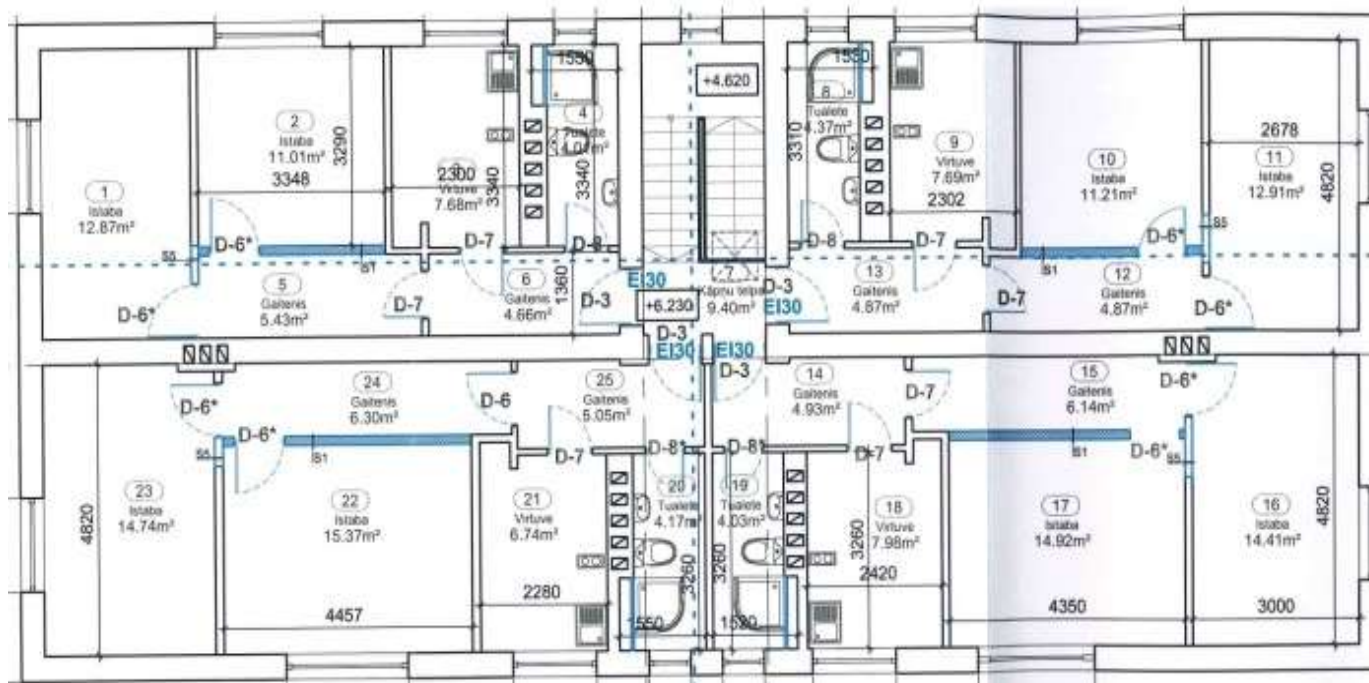 1550
+4.620
1550
1
Istaba
12.87m²
2
Istaba
11.01m²
3348
3290
2300
Virtuve
7.68m²
3340
4
Tualete
3340
3310
8
Tualete
4.37m²
9
Virtuve
7.69m²
2302
10
Istaba
11.21m²
2678
11
Istaba
12.91m²
4820
D-6*
S5
S1
D-7
D-8
D-8
D-7
S1
D-6*
S5
D-6*
5
Gaitenis
5.43m²
D-7
6
Gaitenis
4.66m²
1360
D-3
EI30
+6.230
7
Kāpņu telpa
9.40m²
D-3
EI30
13
Gaitenis
4.87m²
D-7
12
Gaitenis
4.87m²
D-6*
D-3
EI30
EI30
D-3
D-6*
24
Gaitenis
6.30m²
D-6
25
Gaitenis
5.05m²
14
Gaitenis
4.93m²
D-7
15
Gaitenis
6.14m²
D-6*
D-6*
S5
S1
D-7
D-8*
D-8*
D-7
S1
D-6*
S5
4820
23
Istaba
14.74m²
22
Istaba
15.37m²
4457
21
Virtuve
6.74m²
2280
20
Tualete
4.17m²
3260
1550
19
Tualete
4.03m²
3260
1520
18
Virtuve
7.98m²
3260
2420
17
Istaba
14.92m²
4350
16
Istaba
14.41m²
3000
4820